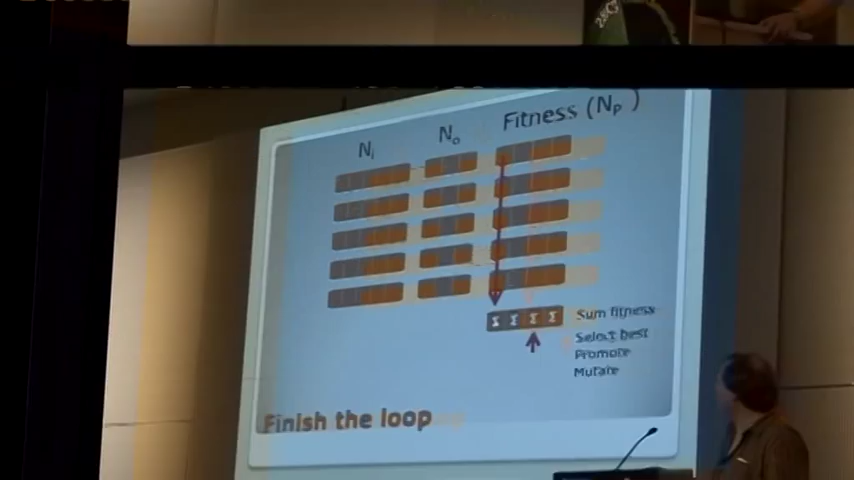 Nᵢ Nₒ Fitness (Nₚ)
Σ Σ Σ Σ Sum fitness
Select best
Promote
Mutate
Finish the loop